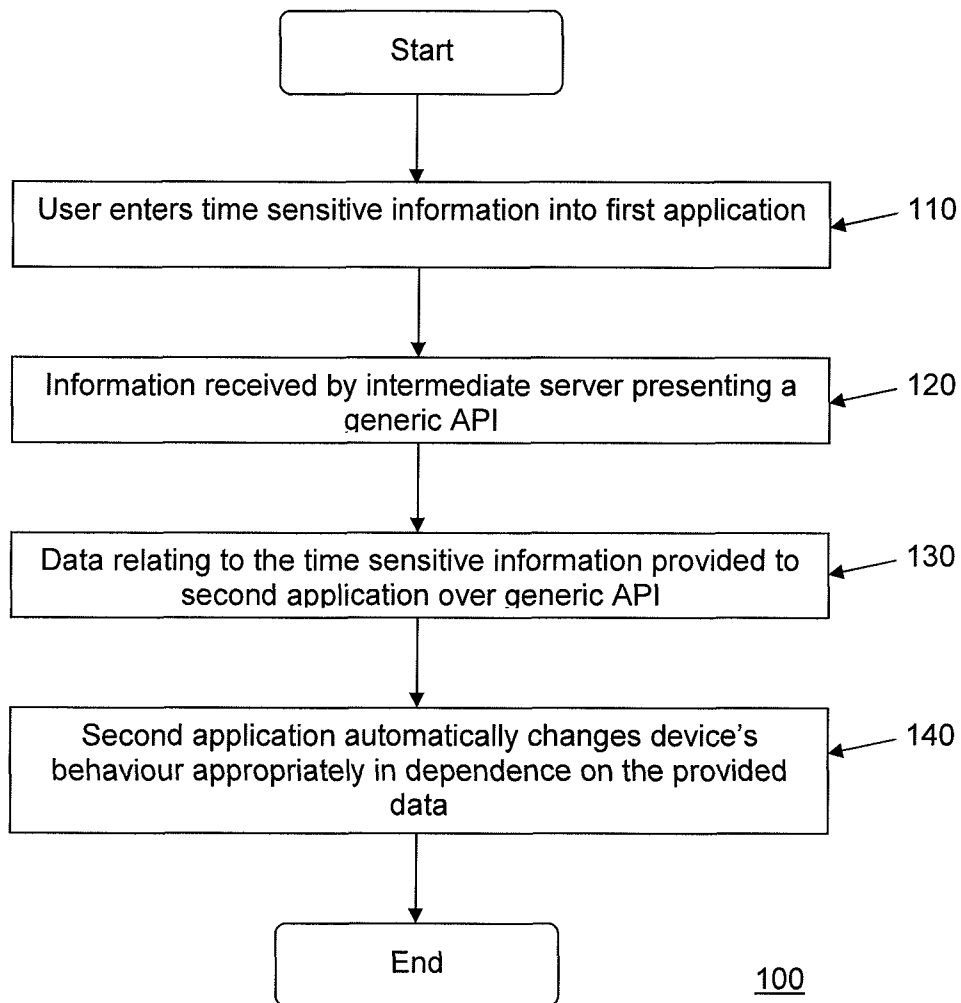 Start
User enters time sensitive information into first application
110
Information received by intermediate server presenting a
generic API
120
Data relating to the time sensitive information provided to
second application over generic API
130
Second application automatically changes device's
behaviour appropriately in dependence on the provided
data
140
End
100